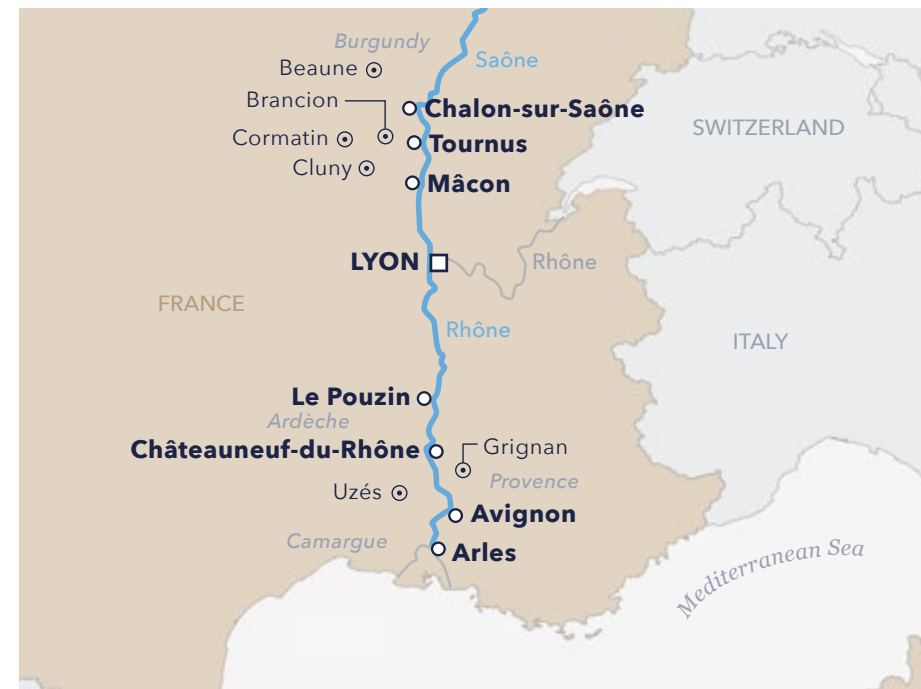 Burgundy
Saône
Beaune
Brancion
Chalon-sur-Saône
SWITZERLAND
Cormatin
Tournus
Cluny
Mâcon
LYON
Rhône
FRANCE
Rhône
ITALY
Le Pouzin
Ardèche
Châteauneuf-du-Rhône
Grignan
Uzés
Provence
Avignon
Camargue
Arles
Mediterranean Sea